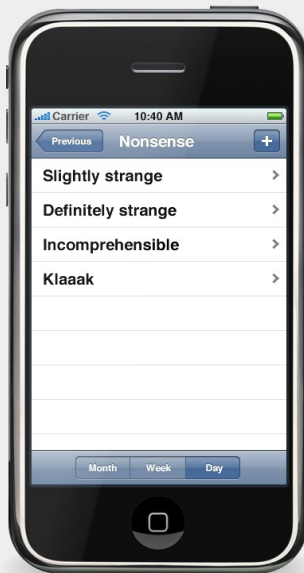 Carrier 10:40 AM
Previous Nonsense +
Slightly strange
Definitely strange
Incomprehensible
Klaaak
Month Week Day